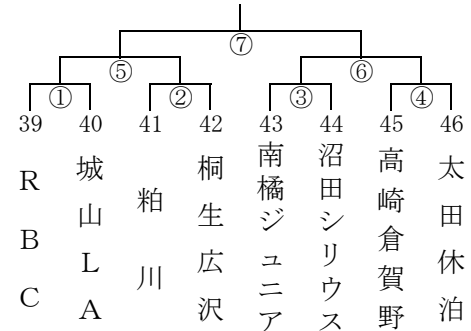 ⑦
⑤ ⑥
① ② ③ ④
39 40 41 42 43 44 45 46
RBC
城山LA
粕川
桐生広沢
南橘ジュニア
沼田シリウス
高崎倉賀野
太田休泊